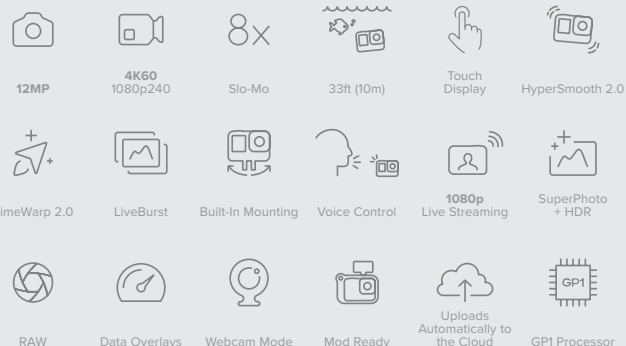 12MP
4K60
1080p240
8x
Slo-Mo
33ft (10m)
Touch
Display
HyperSmooth 2.0
imeWarp 2.0
LiveBurst
Built-In Mounting
Voice Control
1080p
Live Streaming
SuperPhoto
+ HDR
RAW
Data Overlays
Webcam Mode
Mod Ready
Uploads
Automatically to
the Cloud
GP1
GP1 Processor